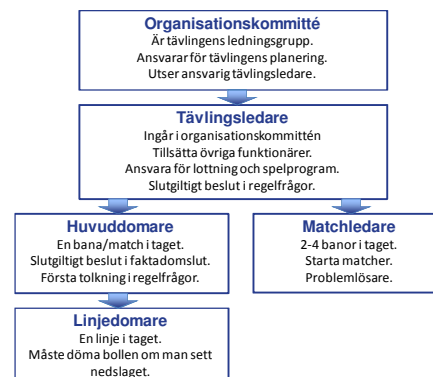 Organisationskommitté
Är tävlingens ledningsgrupp.
Ansvarar för tävlingens planering.
Utser ansvarig tävlingsledare.
Tävlingsledare
Ingår i organisationskommittén
Tillsätta övriga funktionärer.
Ansvara för lottning och spelprogram.
Slutgiltigt beslut i regelfrågor.
Huvuddomare
En bana/match i taget.
Slutgiltigt beslut i faktadomslut.
Första tolkning i regelfrågor.
Matchledare
2-4 banor i taget.
Starta matcher.
Problemlösare.
Linjedomare
En linje i taget.
Måste döma bollen om man sett
nedslaget.